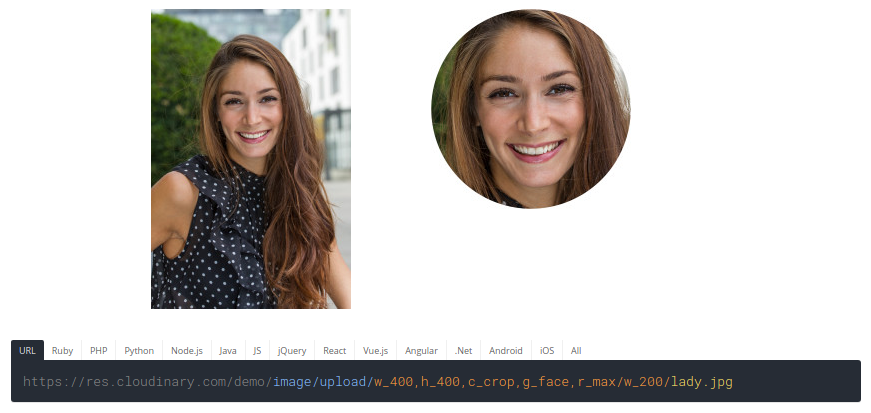 URL Ruby PHP Python Node.js Java JS jQuery React Vue.js Angular .Net Android iOS All
https://res.cloudinary.com/demo/image/upload/w_400,h_400,c_crop,g_face,r_max/w_200/lady.jpg